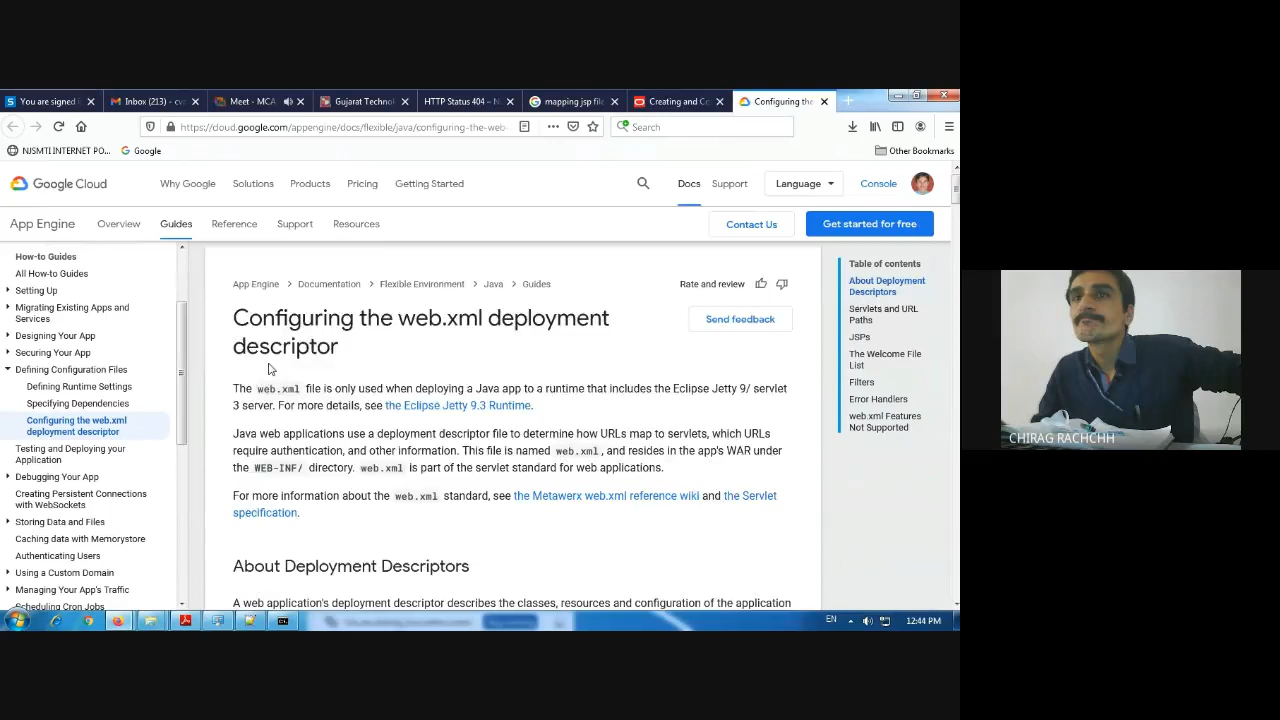 You are signed i
Inbox (213) - cv
Meet - MCA
Gujarat Technol
HTTP Status 404 –
mapping jsp file
Creating and Co
Configuring the
https://cloud.google.com/appengine/docs/flexible/java/configuring-the-web-
Search
NJSMTI INTERNET PO...
Google
Other Bookmarks
Google Cloud
Why Google
Solutions
Products
Pricing
Getting Started
Docs
Support
Language
Console
App Engine
Overview
Guides
Reference
Support
Resources
Contact Us
Get started for free
How-to Guides
All How-to Guides
Setting Up
Migrating Existing Apps and
Services
Designing Your App
Securing Your App
Defining Configuration Files
Defining Runtime Settings
Specifying Dependencies
Configuring the web.xml
deployment descriptor
Testing and Deploying your
Application
Debugging Your App
Creating Persistent Connections
with WebSockets
Storing Data and Files
Caching data with Memorystore
Authenticating Users
Using a Custom Domain
Managing Your App's Traffic
Scheduling Cron Jobs
App Engine > Documentation > Flexible Environment > Java > Guides
Rate and review
Configuring the web.xml deployment
descriptor
Send feedback
The web.xml file is only used when deploying a Java app to a runtime that includes the Eclipse Jetty 9/ servlet
3 server. For more details, see the Eclipse Jetty 9.3 Runtime.
Java web applications use a deployment descriptor file to determine how URLs map to servlets, which URLs
require authentication, and other information. This file is named web.xml, and resides in the app's WAR under
the WEB-INF/ directory. web.xml is part of the servlet standard for web applications.
For more information about the web.xml standard, see the Metawerx web.xml reference wiki and the Servlet
specification.
About Deployment Descriptors
A web application's deployment descriptor describes the classes, resources and configuration of the application
Table of contents
About Deployment
Descriptors
Servlets and URL
Paths
JSPs
The Welcome File
List
Filters
Error Handlers
web.xml Features
Not Supported
EN
12:44 PM
CHIRAG RACHCHH